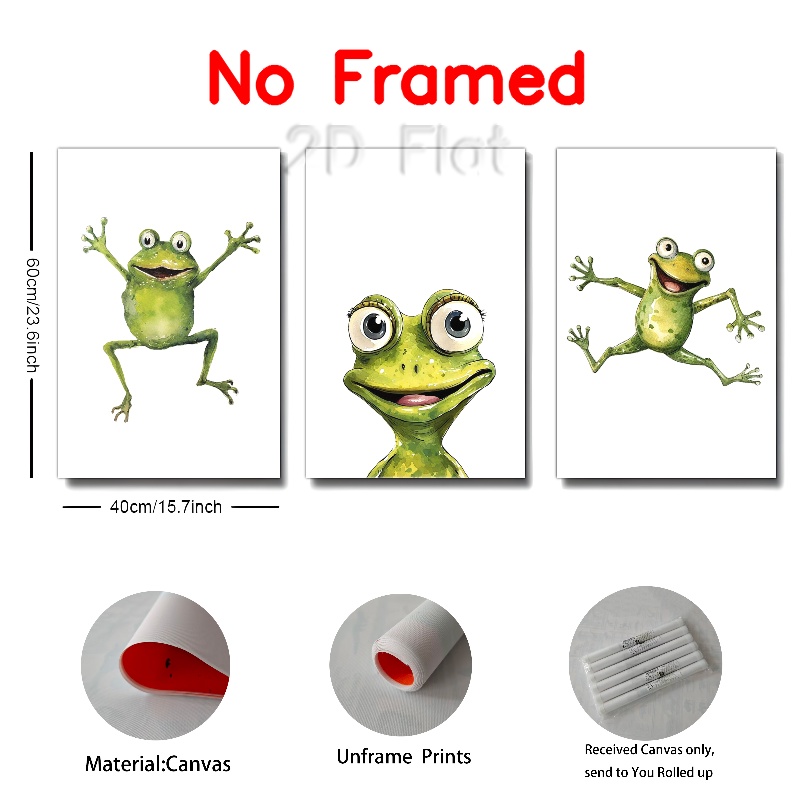 No Framed
2D Flat
60cm/23.6inch
40cm/15.7inch
Material:Canvas
Unframe Prints
Received Canvas only,
send to You Rolled up